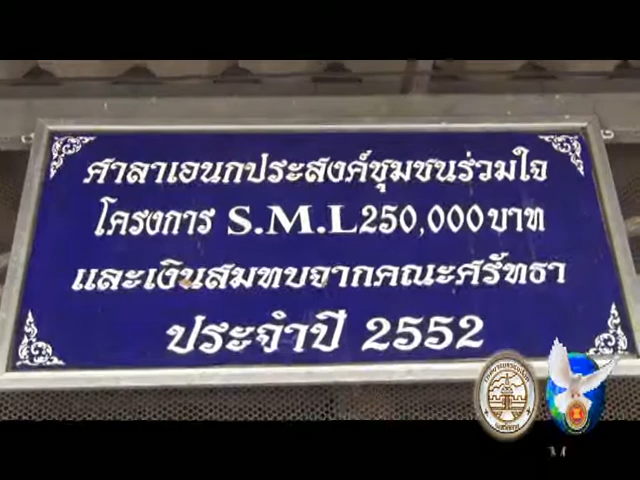 ศาลาเอนกประสงค์ชุมชนร่วมใจ
โครงการ S.M.L 250,000 บาท
และเงินสมทบจากคณะศรัทธา
ประจำปี 2552
M